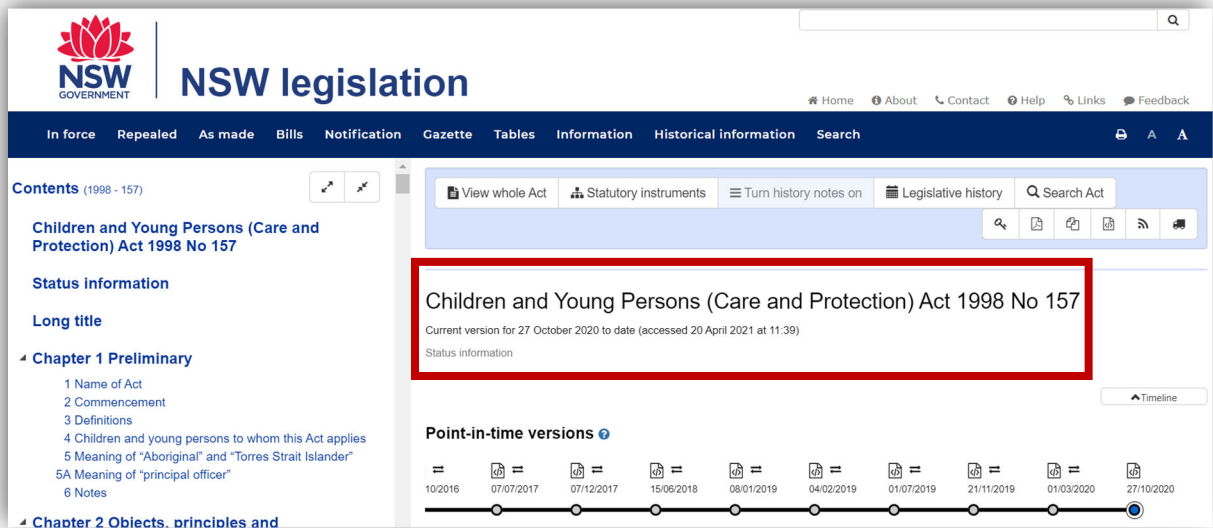 NSW
GOVERNMENT
NSW legislation
Home About Contact Help Links Feedback
In force Repealed As made Bills Notification Gazette Tables Information Historical information Search A A
Contents (1998 - 157)
Children and Young Persons (Care and
Protection) Act 1998 No 157
Status information
Long title
Chapter 1 Preliminary
1 Name of Act
2 Commencement
3 Definitions
4 Children and young persons to whom this Act applies
5 Meaning of “Aboriginal” and “Torres Strait Islander”
5A Meaning of “principal officer”
6 Notes
Chapter 2 Objects, principles and
View whole Act Statutory instruments Turn history notes on Legislative history Search Act
Children and Young Persons (Care and Protection) Act 1998 No 157
Current version for 27 October 2020 to date (accessed 20 April 2021 at 11:39)
Status information
Timeline
Point-in-time versions
10/2016 07/07/2017 07/12/2017 15/06/2018 08/01/2019 04/02/2019 01/07/2019 21/11/2019 01/03/2020 27/10/2020